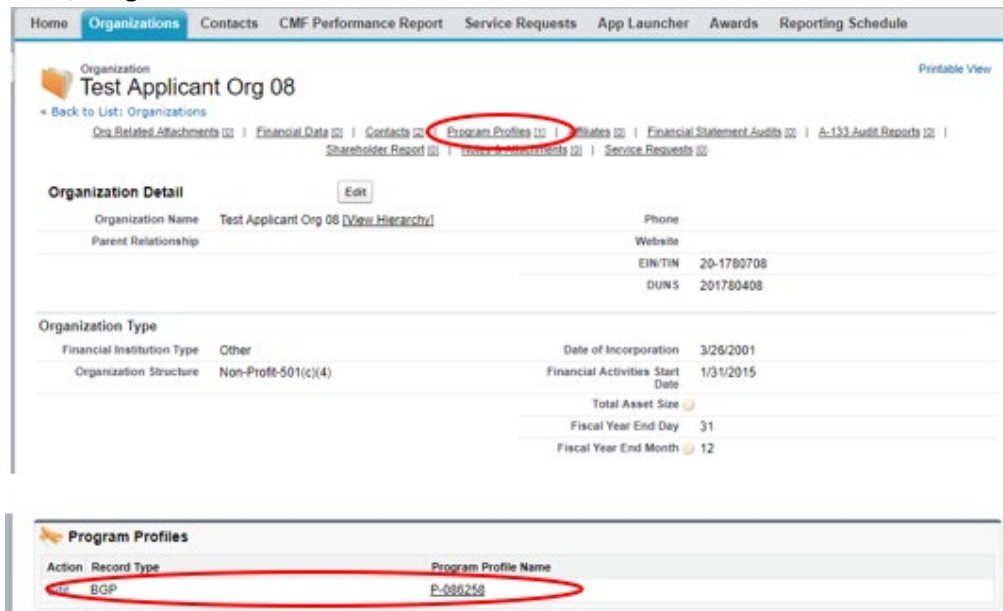 Home Organizations Contacts CMF Performance Report Service Requests App Launcher Awards Reporting Schedule
Organization
Test Applicant Org 08
Printable View
« Back to List: Organizations
Org Related Attachments [0] | Financial Data [0] | Contacts [2] | Program Profiles [1] | Affiliates [0] | Financial Statement Audits [0] | A-133 Audit Reports [0] |
Shareholder Report [0] | Notes & Attachments [0] | Service Requests [0]
Organization Detail Edit
Organization Name Test Applicant Org 08 [View Hierarchy] Phone
Parent Relationship Website
EIN/TIN 20-1780708
DUNS 201780408
Organization Type
Financial Institution Type Other Date of Incorporation 3/26/2001
Organization Structure Non-Profit-501(c)(4) Financial Activities Start 1/31/2015
Date
Total Asset Size
Fiscal Year End Day 31
Fiscal Year End Month 12
Program Profiles
Action Record Type Program Profile Name
Edit BGP P-086258